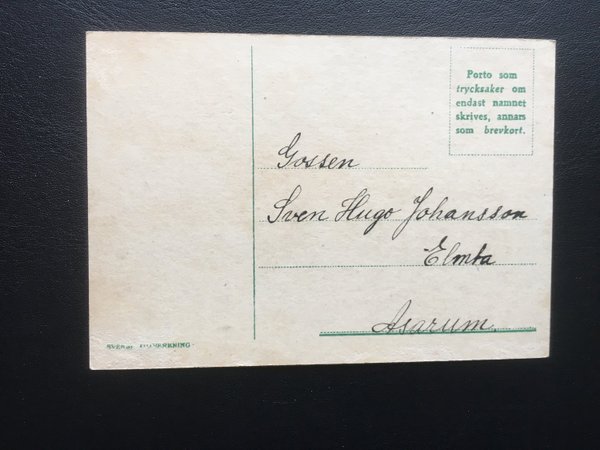 Porto som
trycksaker om
endast namnet
skrives, annars
som brevkort.
Gossen
Sven Hugo Johansson
Elmta
Asarum.